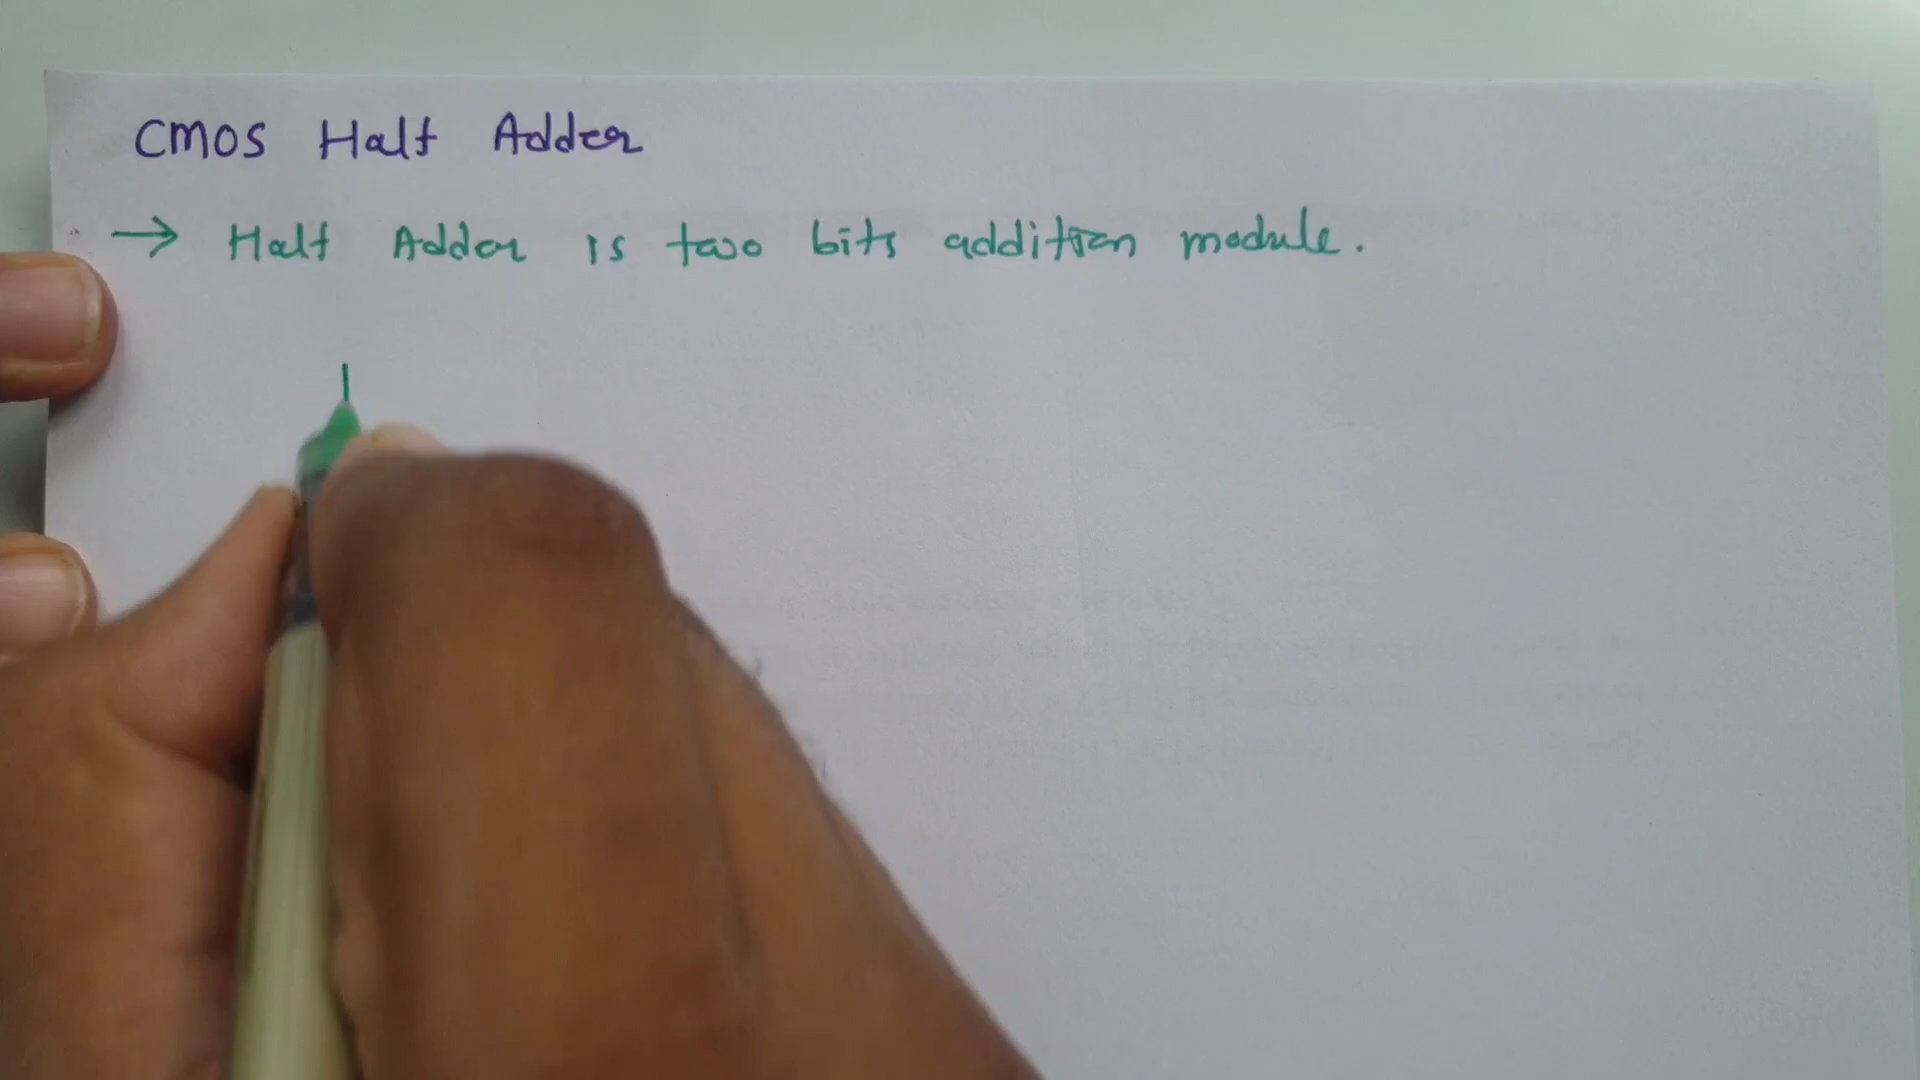 CMOS Half Adder
→ Half Adder is two bits addition module.